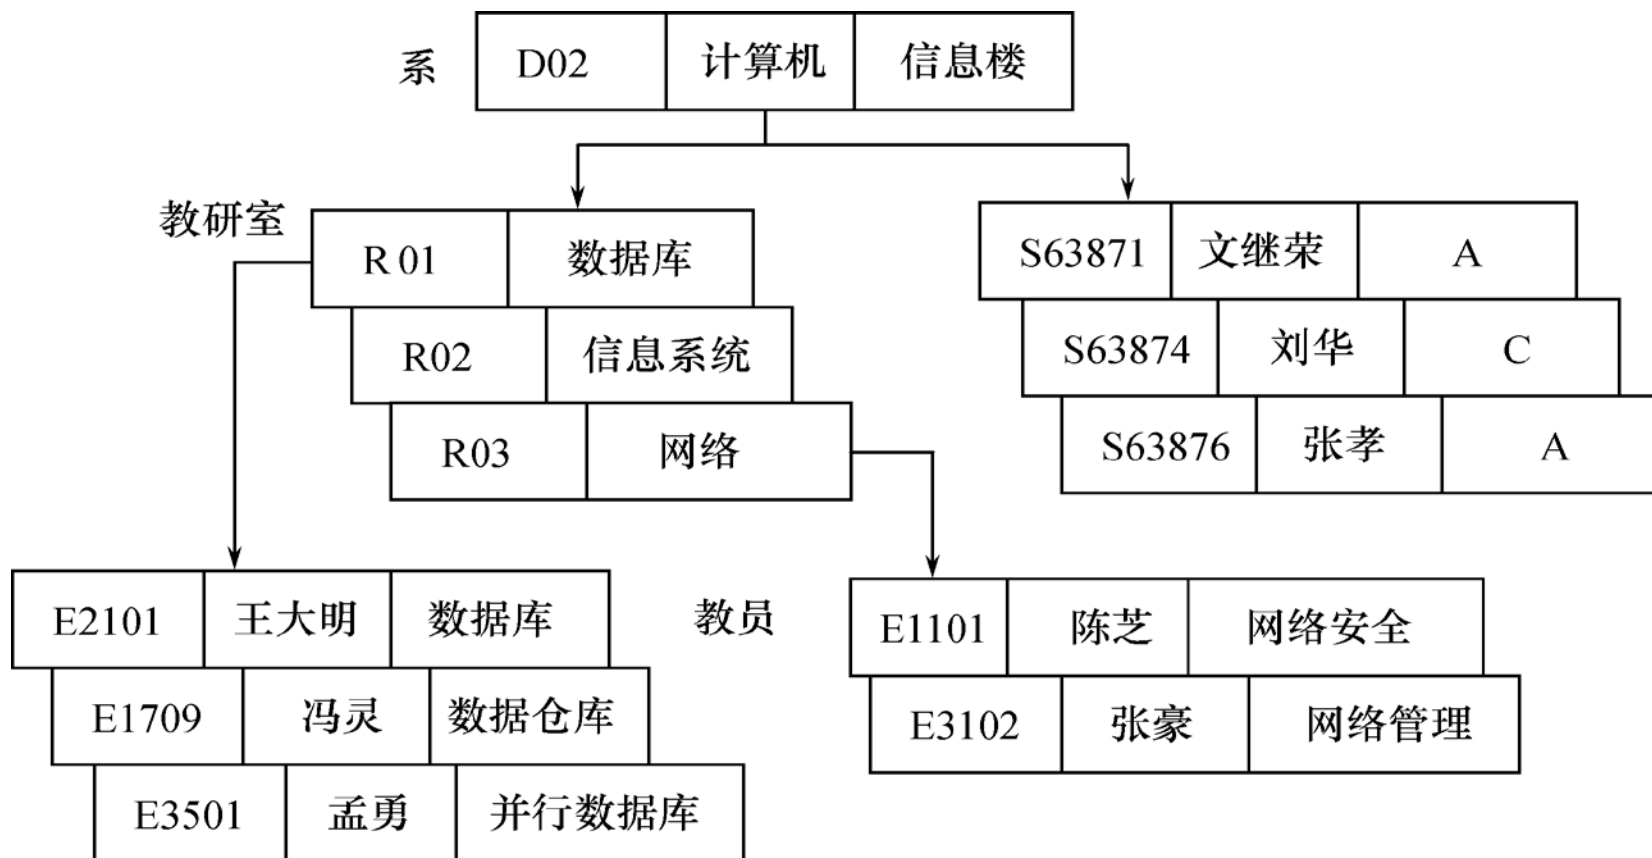 系 D02 计算机 信息楼
教研室 R 01 数据库 S63871 文继荣 A
R02 信息系统 S63874 刘华 C
R03 网络 S63876 张孝 A
E2101 王大明 数据库 教员 E1101 陈芝 网络安全
E1709 冯灵 数据仓库 E3102 张豪 网络管理
E3501 孟勇 并行数据库